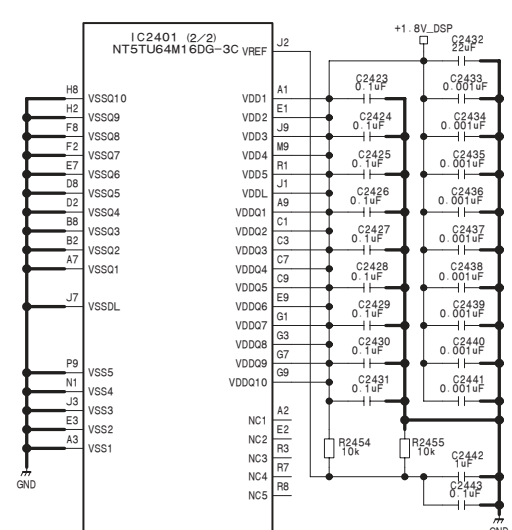 IC2401 (2/2)
NT5TU64M16DG-3C
+1.8V_DSP
VREF J2
C2432
22uF
H8 VSSQ10
H2 VSSQ9
F8 VSSQ8
F2 VSSQ7
E7 VSSQ6
D8 VSSQ5
D2 VSSQ4
B8 VSSQ3
B2 VSSQ2
A7 VSSQ1
J7 VSSDL
P9 VSS5
N1 VSS4
J3 VSS3
E3 VSS2
A3 VSS1
GND
VDD1 A1
VDD2 E1
VDD3 J9
VDD4 M9
VDD5 R1
VDDL J1
VDDQ1 A9
VDDQ2 C1
VDDQ3 C3
VDDQ4 C7
VDDQ5 C9
VDDQ6 E9
VDDQ7 G1
VDDQ8 G3
VDDQ9 G7
VDDQ10 G9
NC1 A2
NC2 E2
NC3 R3
NC4 R7
NC5 R8
C2423
0.1uF
C2424
0.1uF
C2425
0.1uF
C2426
0.1uF
C2427
0.1uF
C2428
0.1uF
C2429
0.1uF
C2430
0.1uF
C2431
0.1uF
R2454
10k
R2455
10k
C2433
0.001uF
C2434
0.001uF
C2435
0.001uF
C2436
0.001uF
C2437
0.001uF
C2438
0.001uF
C2439
0.001uF
C2440
0.001uF
C2441
0.001uF
C2442
1uF
C2443
0.1uF
GND